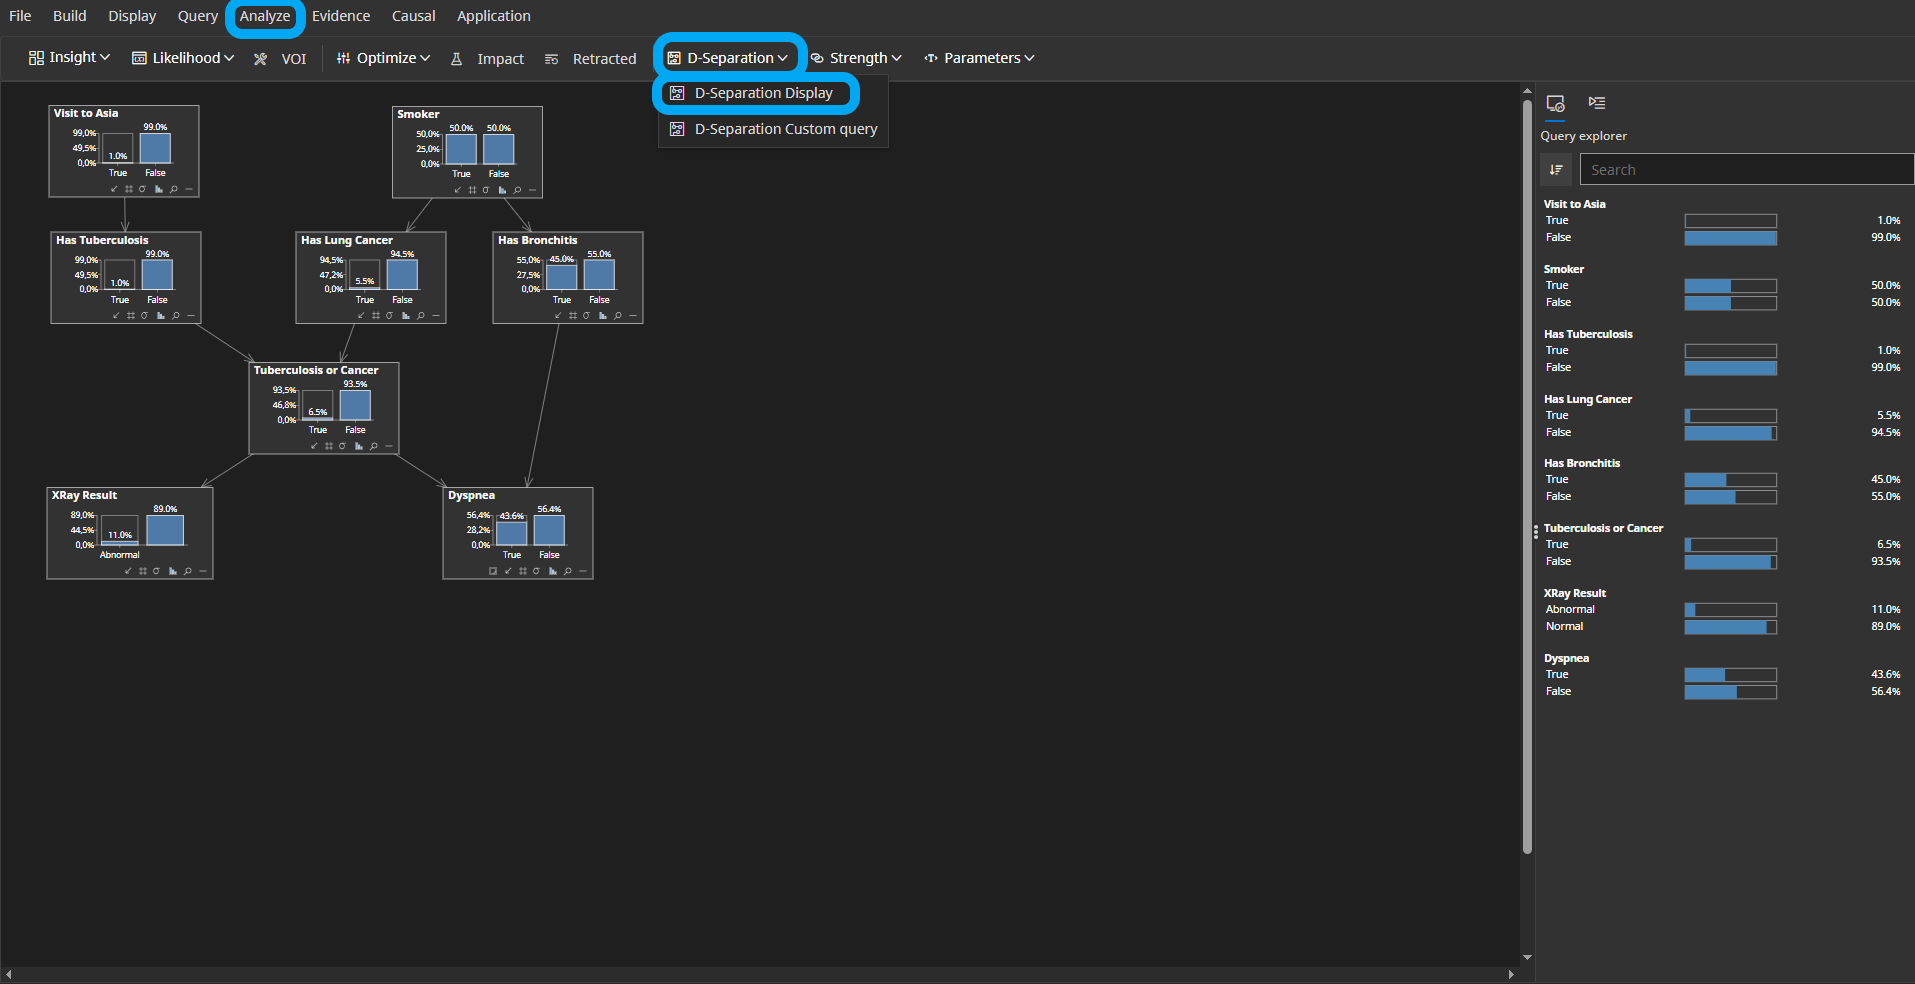 File Build Display Query Analyze Evidence Causal Application
Insight Likelihood VOI Optimize Impact Retracted D-Separation Strength Parameters
D-Separation Display
D-Separation Custom query
Visit to Asia
99,0%
49,5%
0,0%
1.0%
99.0%
True False
Smoker
50,0%
25,0%
0,0%
50.0% 50.0%
True False
Has Tuberculosis
99,0%
49,5%
0,0%
1.0%
99.0%
True False
Has Lung Cancer
94,5%
47,2%
0,0%
5.5%
94.5%
True False
Has Bronchitis
55,0%
27,5%
0,0%
45.0%
55.0%
True False
Tuberculosis or Cancer
93,5%
46,8%
0,0%
6.5%
93.5%
True False
XRay Result
89,0%
44,5%
0,0%
11.0%
89.0%
Abnormal
Dyspnea
56,4%
28,2%
0,0%
43.6%
56.4%
True False
Query explorer
Search
Visit to Asia
True 1.0%
False 99.0%
Smoker
True 50.0%
False 50.0%
Has Tuberculosis
True 1.0%
False 99.0%
Has Lung Cancer
True 5.5%
False 94.5%
Has Bronchitis
True 45.0%
False 55.0%
Tuberculosis or Cancer
True 6.5%
False 93.5%
XRay Result
Abnormal 11.0%
Normal 89.0%
Dyspnea
True 43.6%
False 56.4%